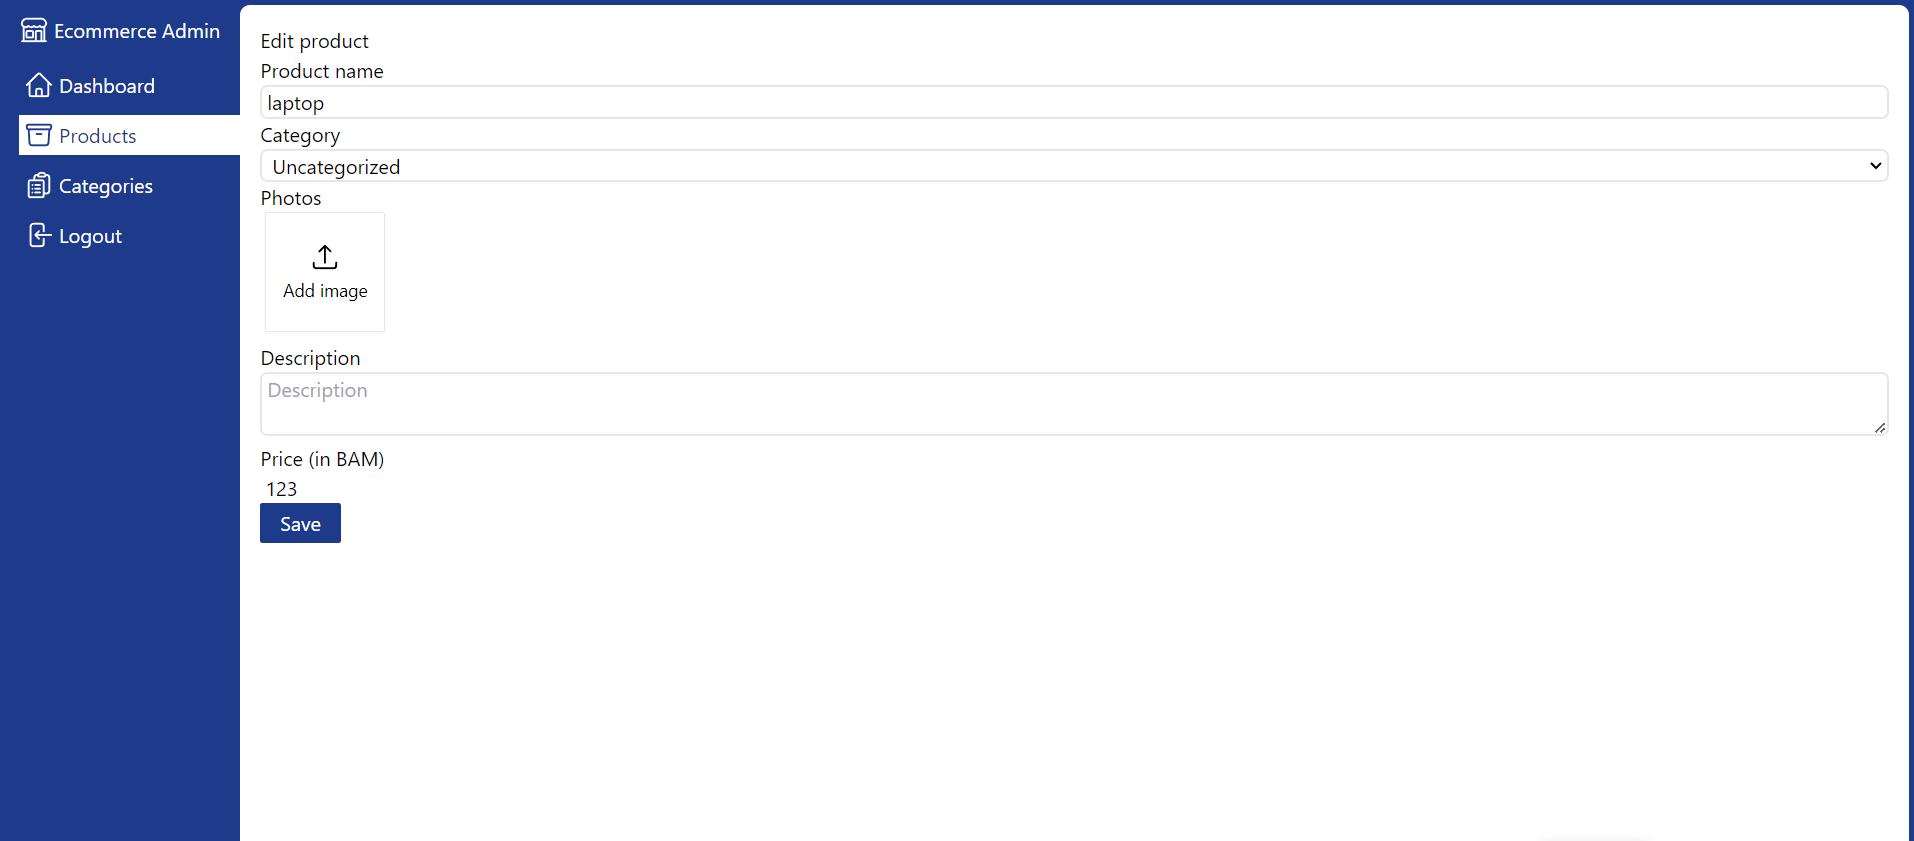 Ecommerce Admin
Dashboard
Products
Categories
Logout
Edit product
Product name
laptop
Category
Uncategorized
Photos
Add image
Description
Description
Price (in BAM)
123
Save